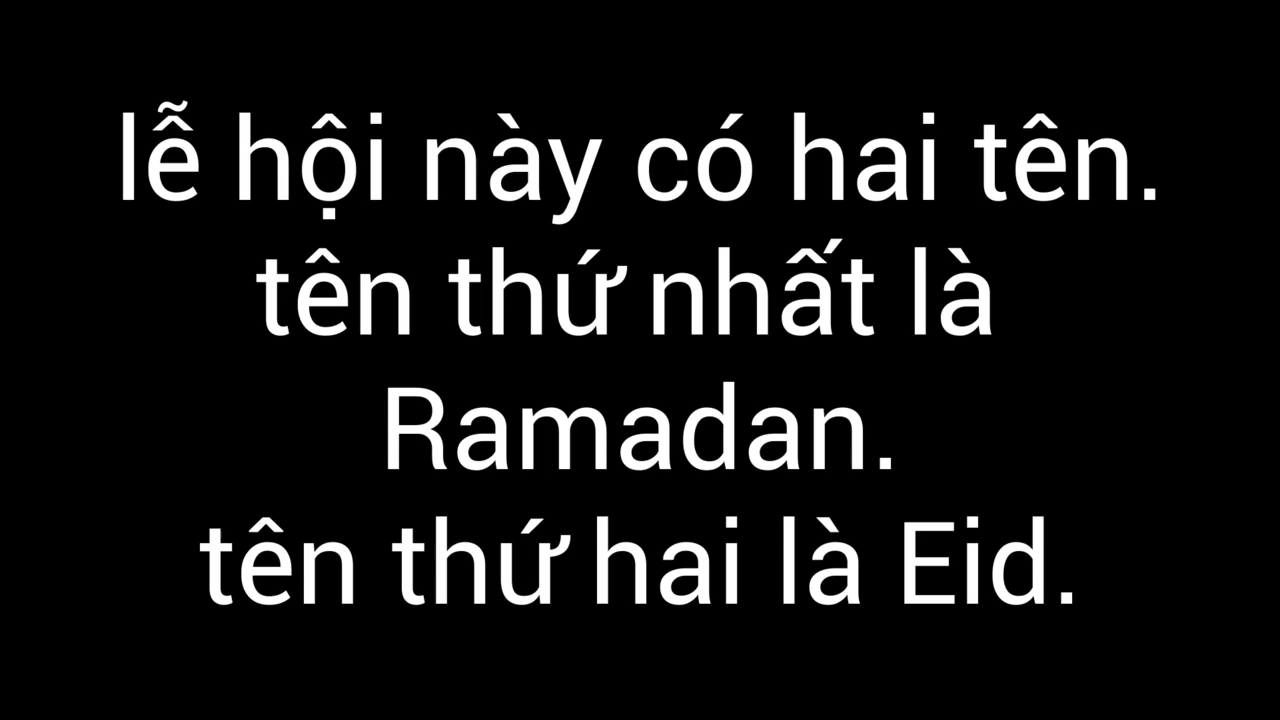 lễ hội này có hai tên.
tên thứ nhất là
Ramadan.
tên thứ hai là Eid.